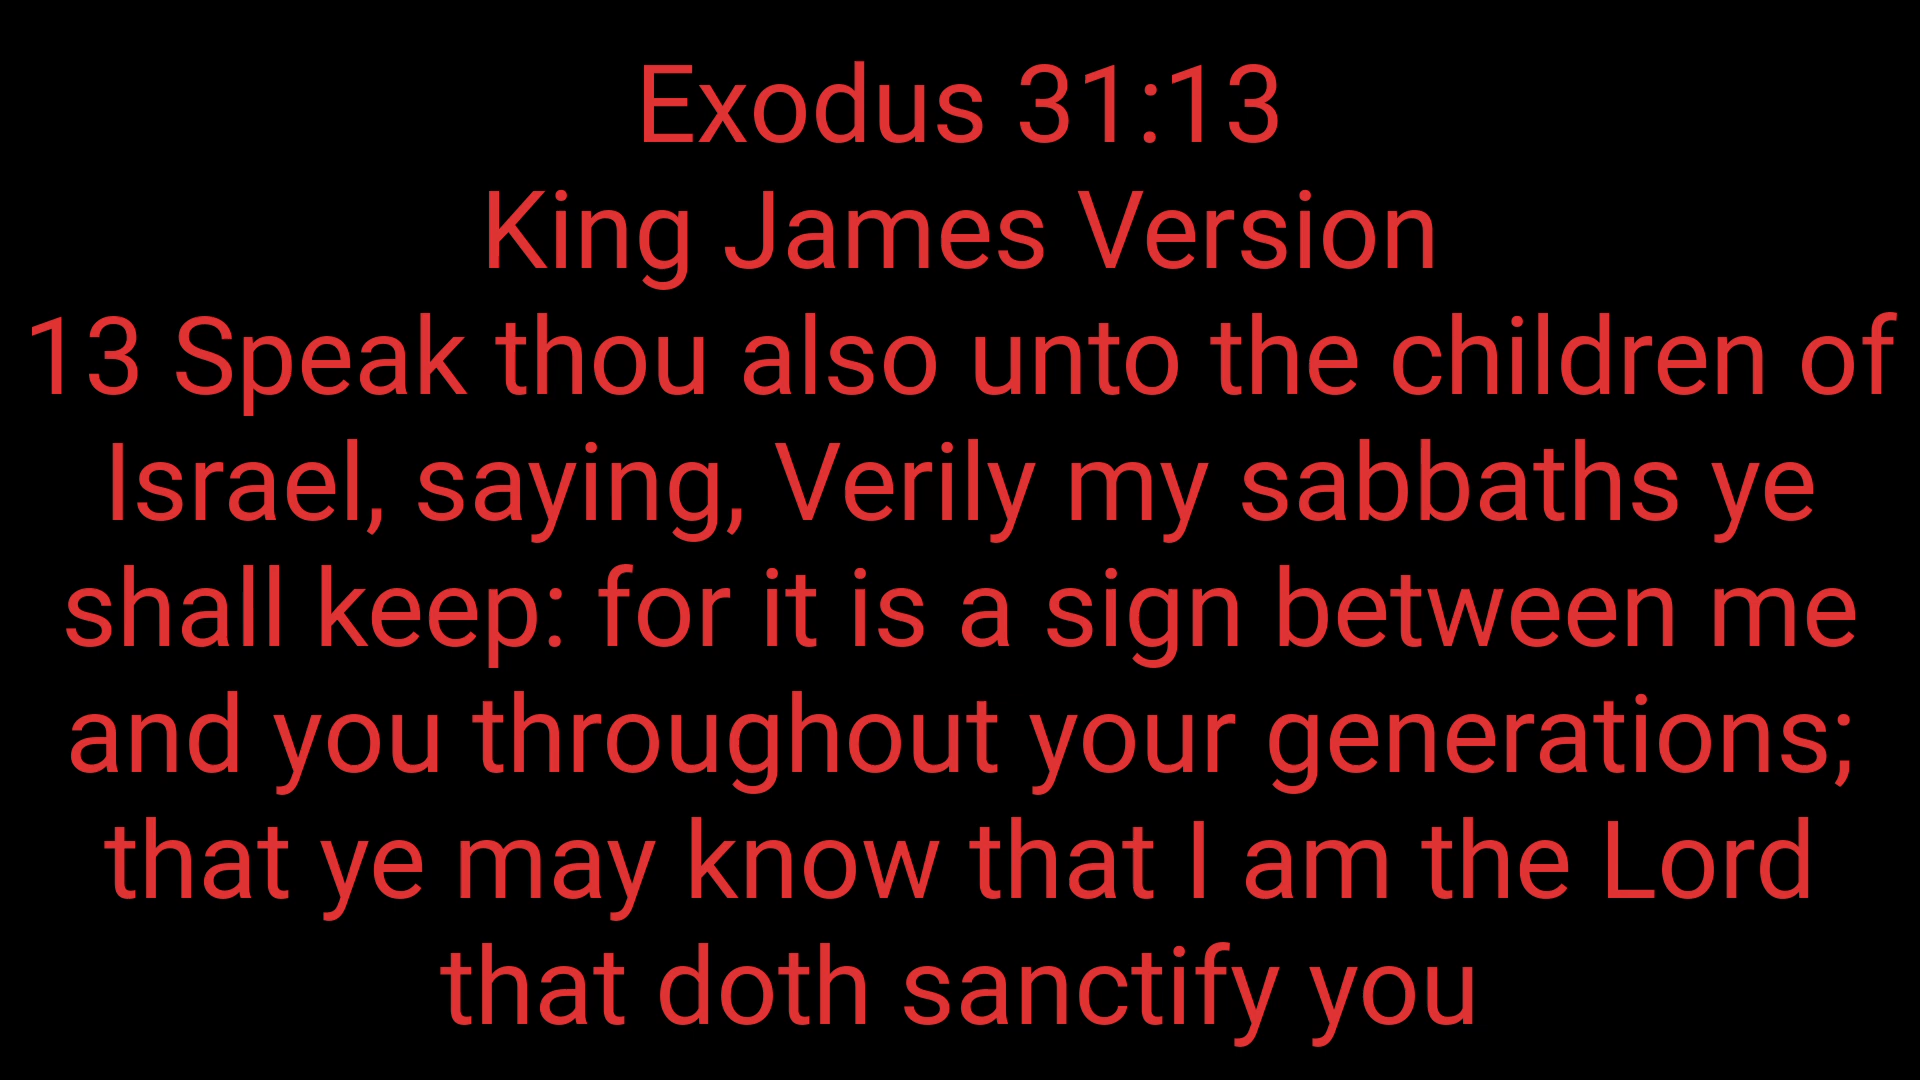 Exodus 31:13
King James Version
13 Speak thou also unto the children of
Israel, saying, Verily my sabbaths ye
shall keep: for it is a sign between me
and you throughout your generations;
that ye may know that I am the Lord
that doth sanctify you